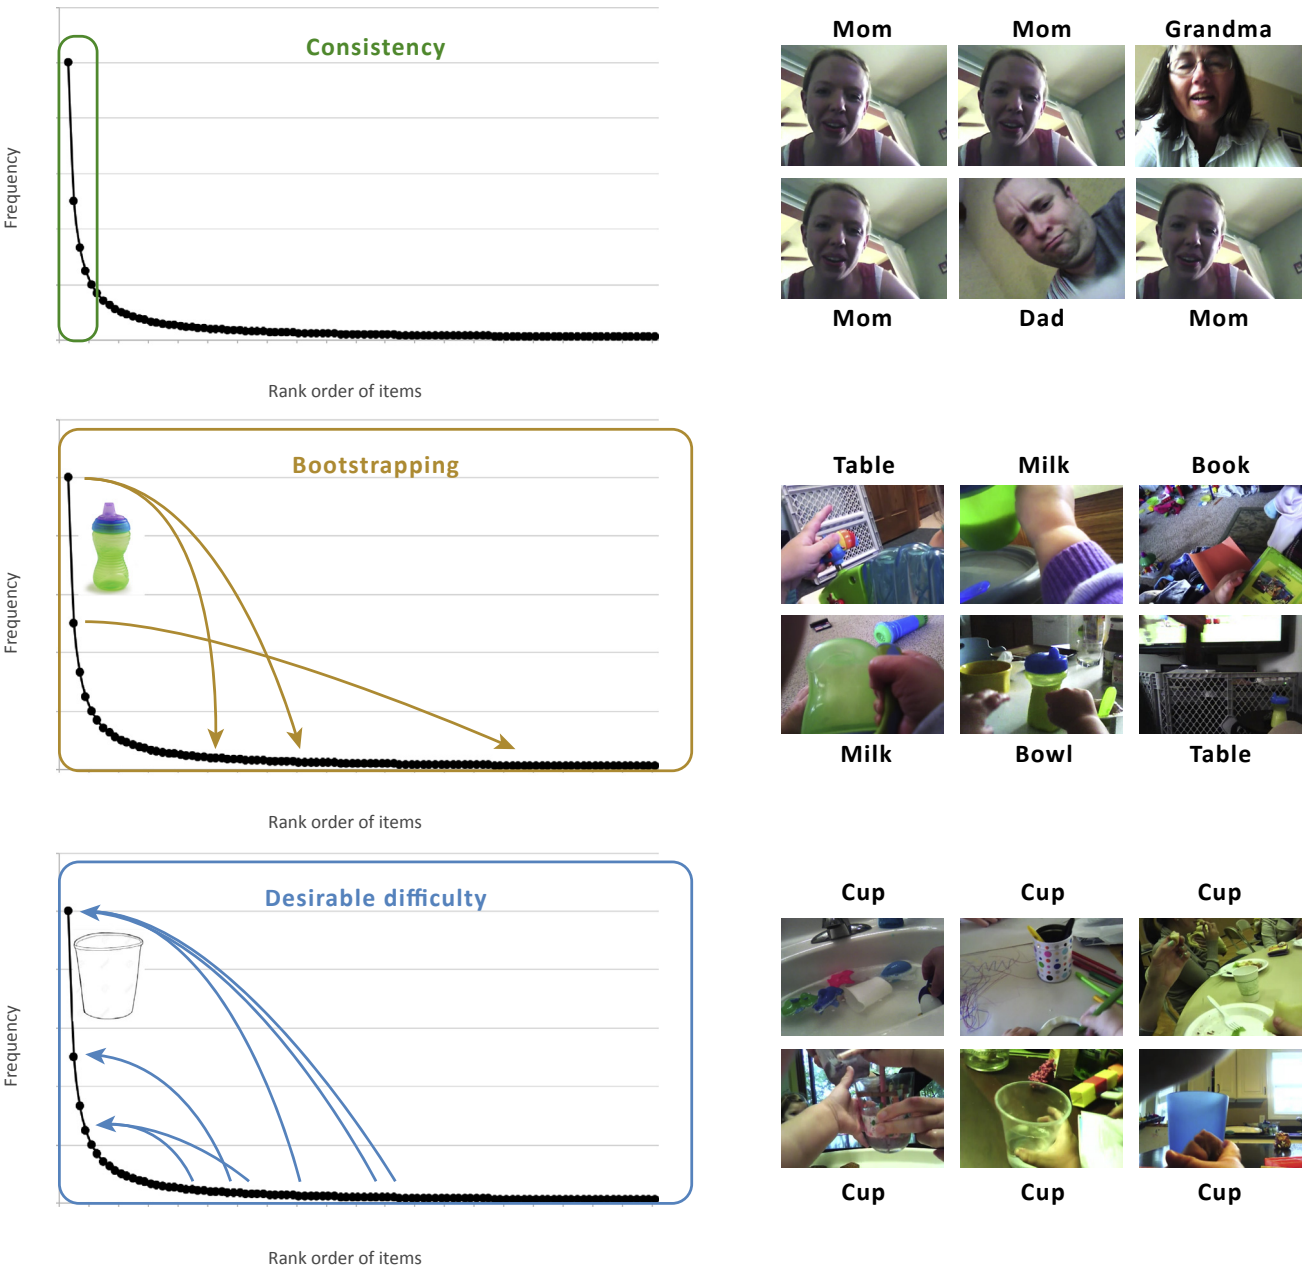 Consistency
Frequency
Rank order of items
Mom Mom Grandma
Mom Dad Mom
Bootstrapping
Frequency
Rank order of items
Table Milk Book
Milk Bowl Table
Desirable difficulty
Frequency
Rank order of items
Cup Cup Cup
Cup Cup Cup